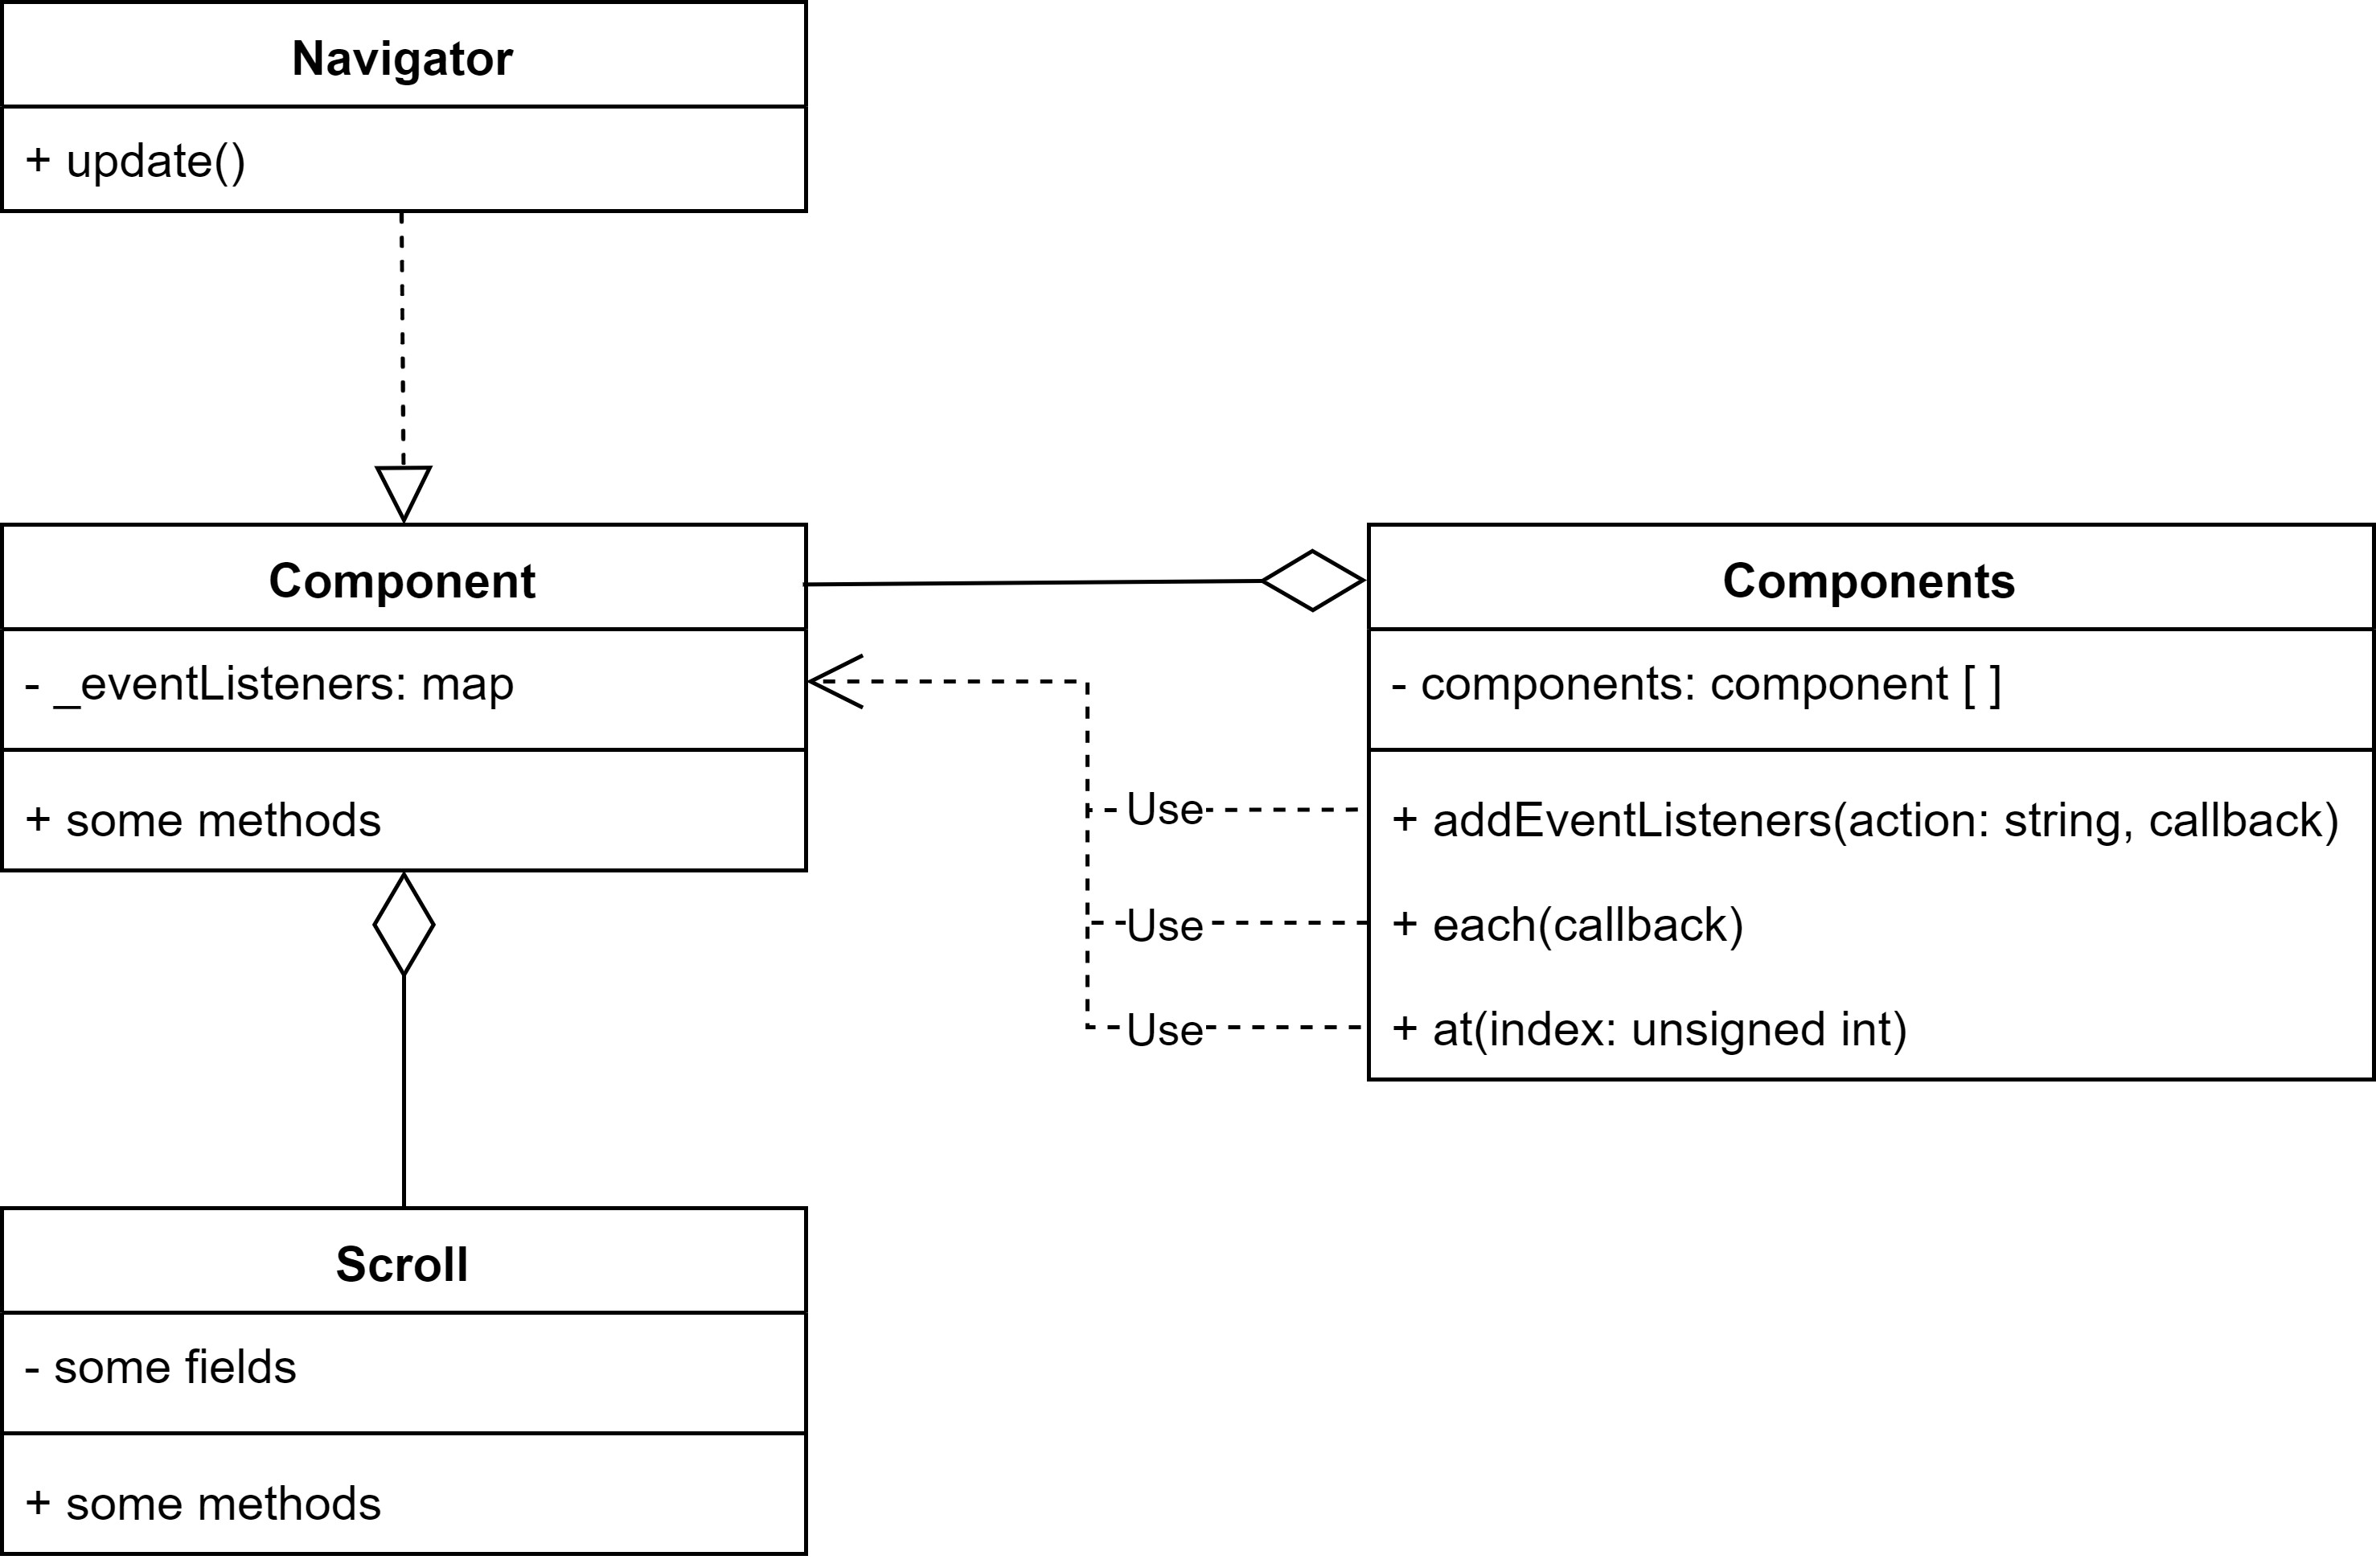 Navigator
+ update()
Component
- _eventListeners: map
+ some methods
Components
- components: component [ ]
+ addEventListeners(action: string, callback)
+ each(callback)
+ at(index: unsigned int)
Use
Use
Use
Scroll
- some fields
+ some methods